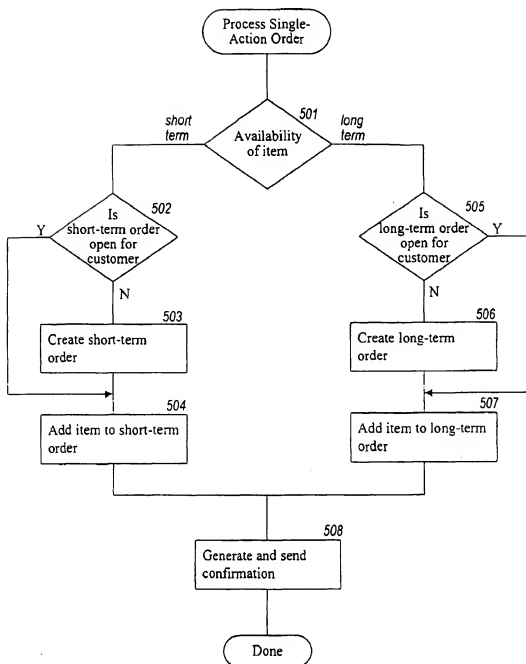 Process Single-
Action Order
501
short
term
long
term
Availability
of item
502
Is
short-term order
open for
customer
Y
N
505
Is
long-term order
open for
customer
Y
N
503
Create short-term
order
506
Create long-term
order
504
Add item to short-term
order
507
Add item to long-term
order
508
Generate and send
confirmation
Done